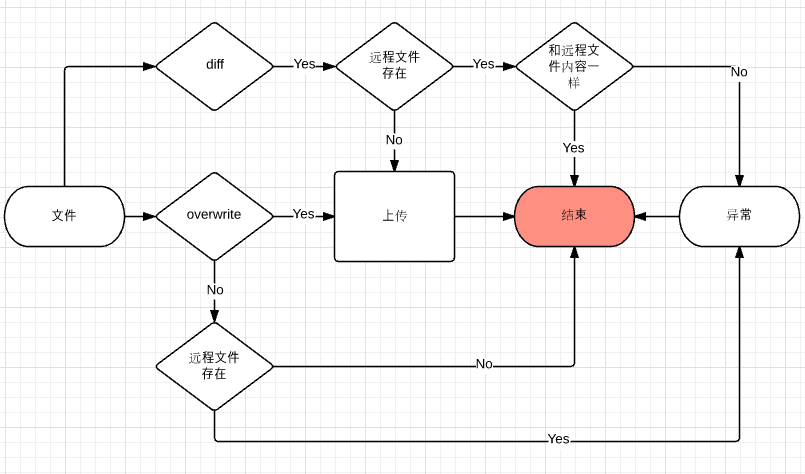 diff
Yes
远程文件
存在
Yes
和远程文
件内容一
样
No
No
Yes
文件
overwrite
Yes
上传
结束
异常
No
远程文件
存在
No
Yes